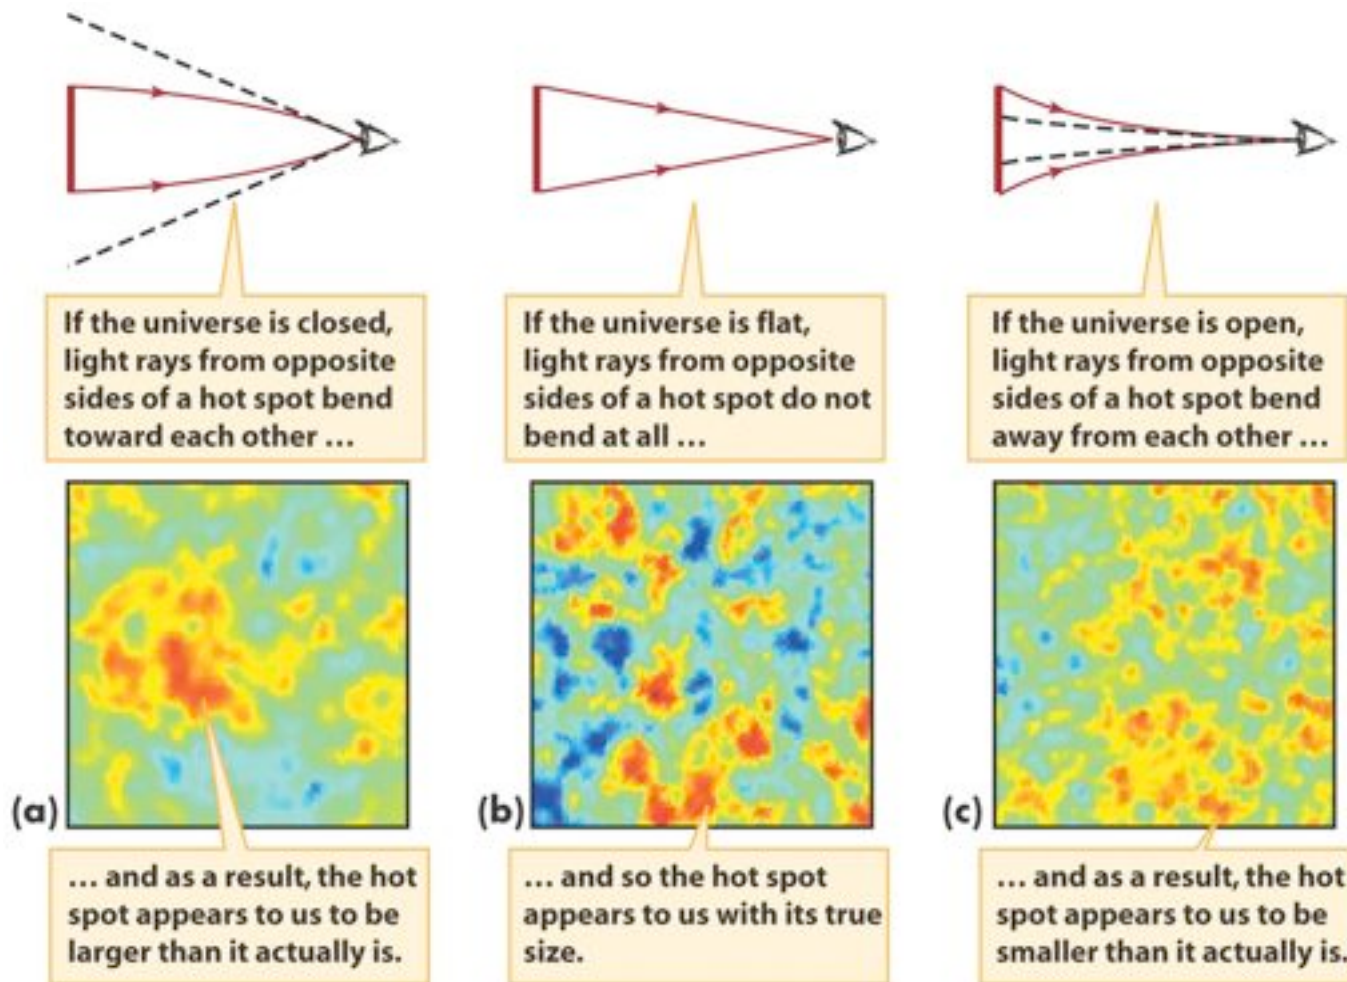 If the universe is closed,
light rays from opposite
sides of a hot spot bend
toward each other ...
If the universe is flat,
light rays from opposite
sides of a hot spot do not
bend at all ...
If the universe is open,
light rays from opposite
sides of a hot spot bend
away from each other ...
(a)
(b)
(c)
... and as a result, the hot
spot appears to us to be
larger than it actually is.
... and so the hot spot
appears to us with its true
size.
... and as a result, the hot
spot appears to us to be
smaller than it actually is.